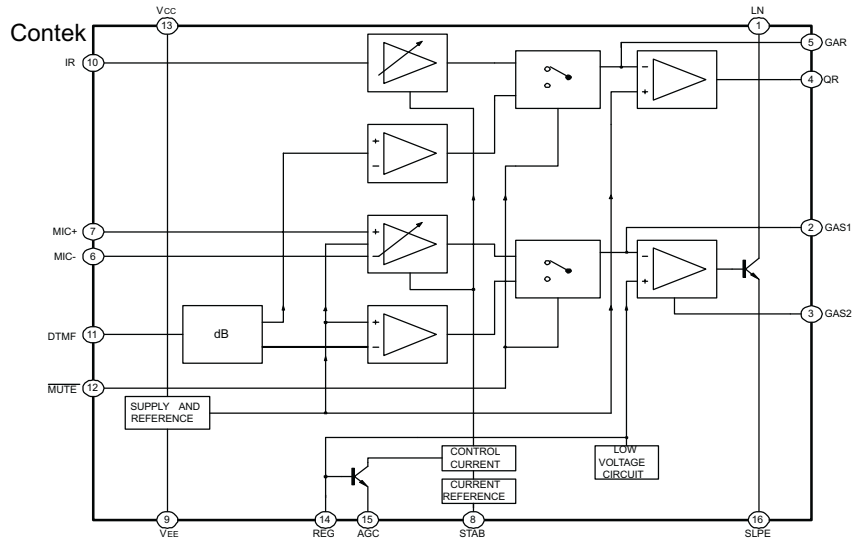 VCC
LN
13
1
Contek
5
GAR
IR
10
4
QR
−
+
+
−
MIC+
7
+
2
GAS1
MIC-
6
−
−
+
3
GAS2
DTMF
11
dB
+
−
MUTE
12
SUPPLY AND
REFERENCE
CONTROL
CURRENT
LOW
VOLTAGE
CIRCUIT
CURRENT
REFERENCE
9
14
15
8
16
VEE
REG
AGC
STAB
SLPE